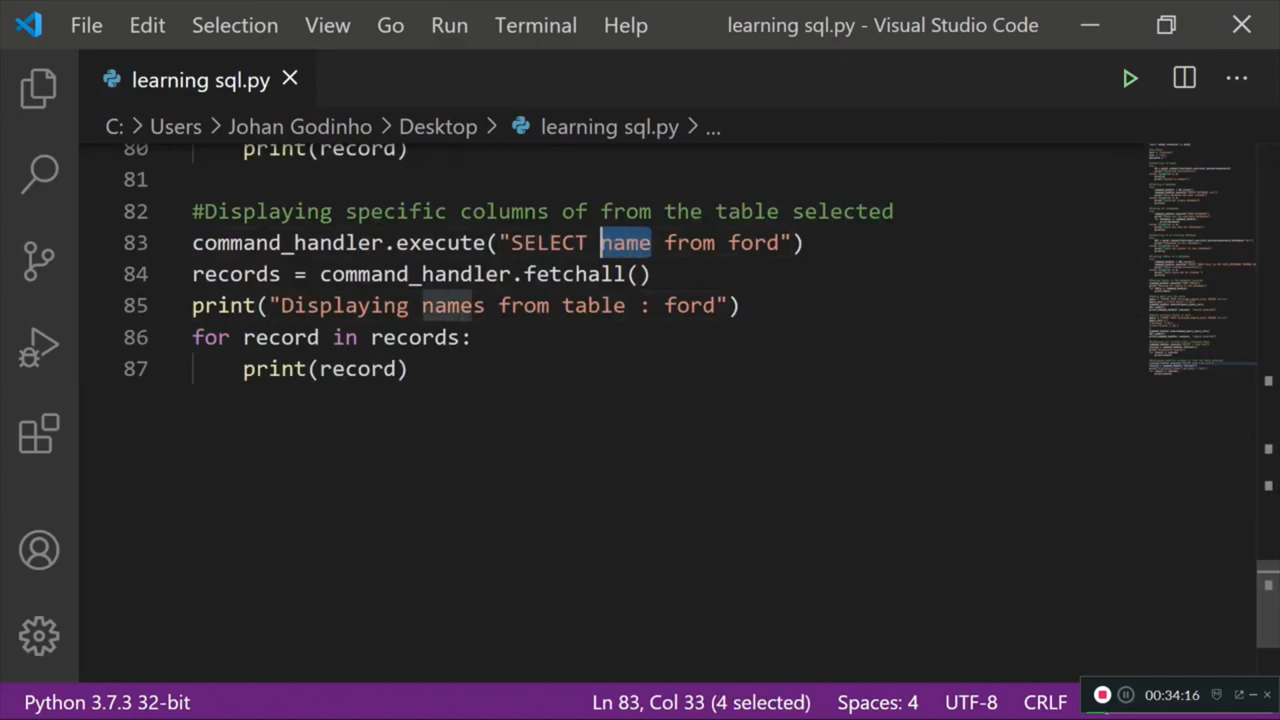 File Edit Selection View Go Run Terminal Help learning sql.py - Visual Studio Code
learning sql.py
C: > Users > Johan Godinho > Desktop > learning sql.py > ...
80 print(record)
81
82 #Displaying specific columns of from the table selected
83 command_handler.execute("SELECT name from ford")
84 records = command_handler.fetchall()
85 print("Displaying names from table : ford")
86 for record in records:
87 print(record)
Python 3.7.3 32-bit Ln 83, Col 33 (4 selected) Spaces: 4 UTF-8 CRLF 00:34:16